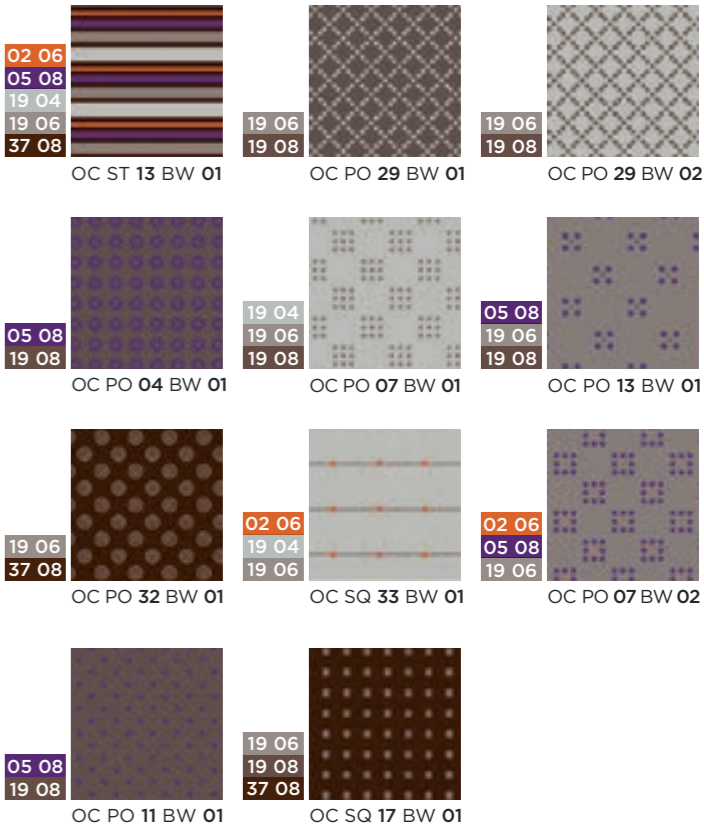 02 06
05 08
19 04
19 06
37 08
OC ST 13 BW 01
19 06
19 08
OC PO 29 BW 01
19 06
19 08
OC PO 29 BW 02
05 08
19 08
OC PO 04 BW 01
19 04
19 06
19 08
OC PO 07 BW 01
05 08
19 06
19 08
OC PO 13 BW 01
19 06
37 08
OC PO 32 BW 01
02 06
19 04
19 06
OC SQ 33 BW 01
02 06
05 08
19 06
OC PO 07 BW 02
05 08
19 08
OC PO 11 BW 01
19 06
19 08
37 08
OC SQ 17 BW 01